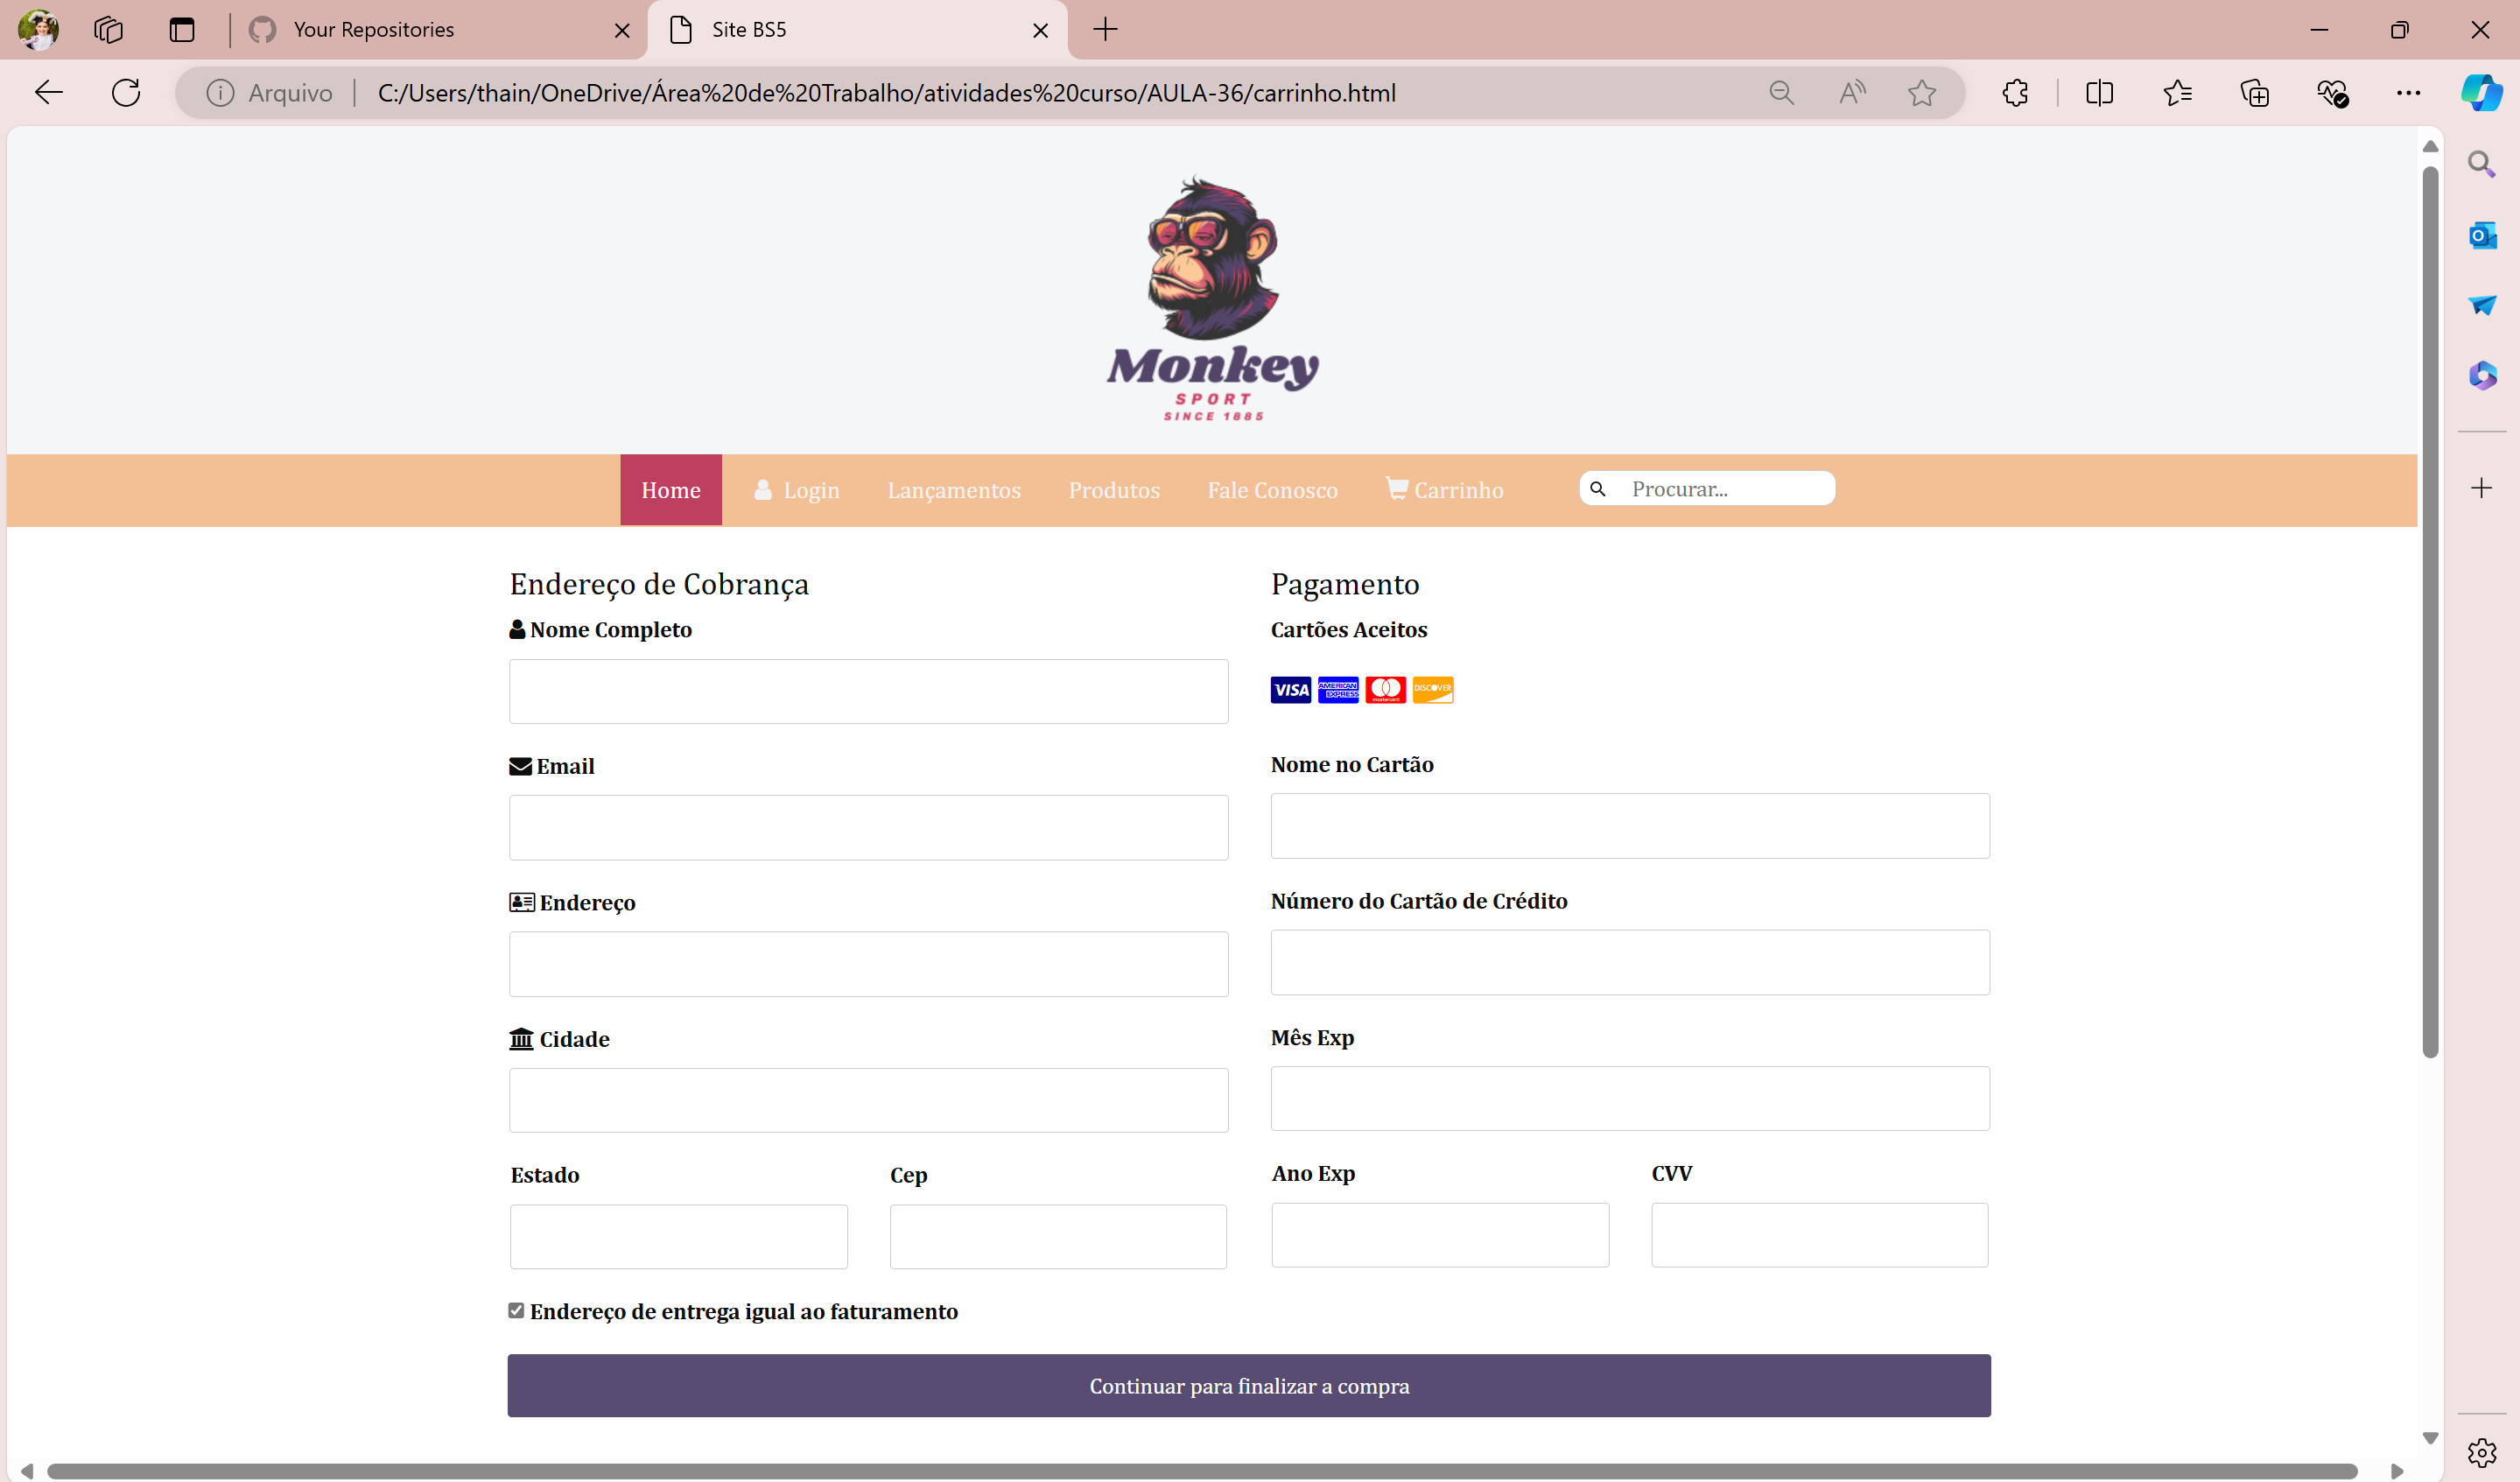 Your Repositories
Site BS5
Arquivo
C:/Users/thain/OneDrive/Área%20de%20Trabalho/atividades%20curso/AULA-36/carrinho.html
Monkey
SPORT
SINCE 1885
Home Login Lançamentos Produtos Fale Conosco Carrinho Procurar...
Endereço de Cobrança
Nome Completo
Email
Endereço
Cidade
Estado Cep
Endereço de entrega igual ao faturamento
Pagamento
Cartões Aceitos
VISA AMERICAN EXPRESS mastercard DISCOVER
Nome no Cartão
Número do Cartão de Crédito
Mês Exp
Ano Exp CVV
Continuar para finalizar a compra